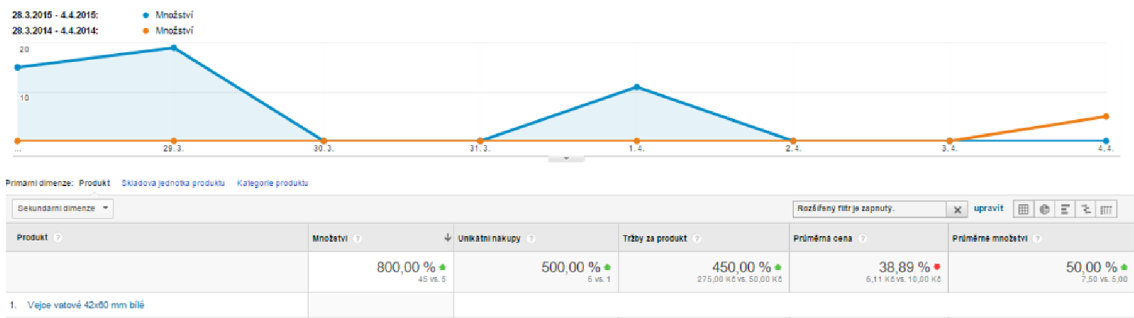 28.3.2015 - 4.4.2015: Množství
28.3.2014 - 4.4.2014: Množství
20
10
... 29.3. 30.3. 31.3. 1.4. 2.4. 3.4. 4.4.
Primární dimenze: Produkt Skladová jednotka produktu Kategorie produktu
Sekundární dimenze Rozšířený filtr je zapnutý. upravit
Produkt Množství Unikátní nákupy Tržby za produkt Průměrná cena Průměrné množství
800,00 % 500,00 % 450,00 % 38,89 % 50,00 %
45 vs. 5 6 vs. 1 275,00 Kč vs. 50,00 Kč 6,11 Kč vs. 10,00 Kč 7,50 vs. 5,00
1. Vejce vatové 42x60 mm bílé